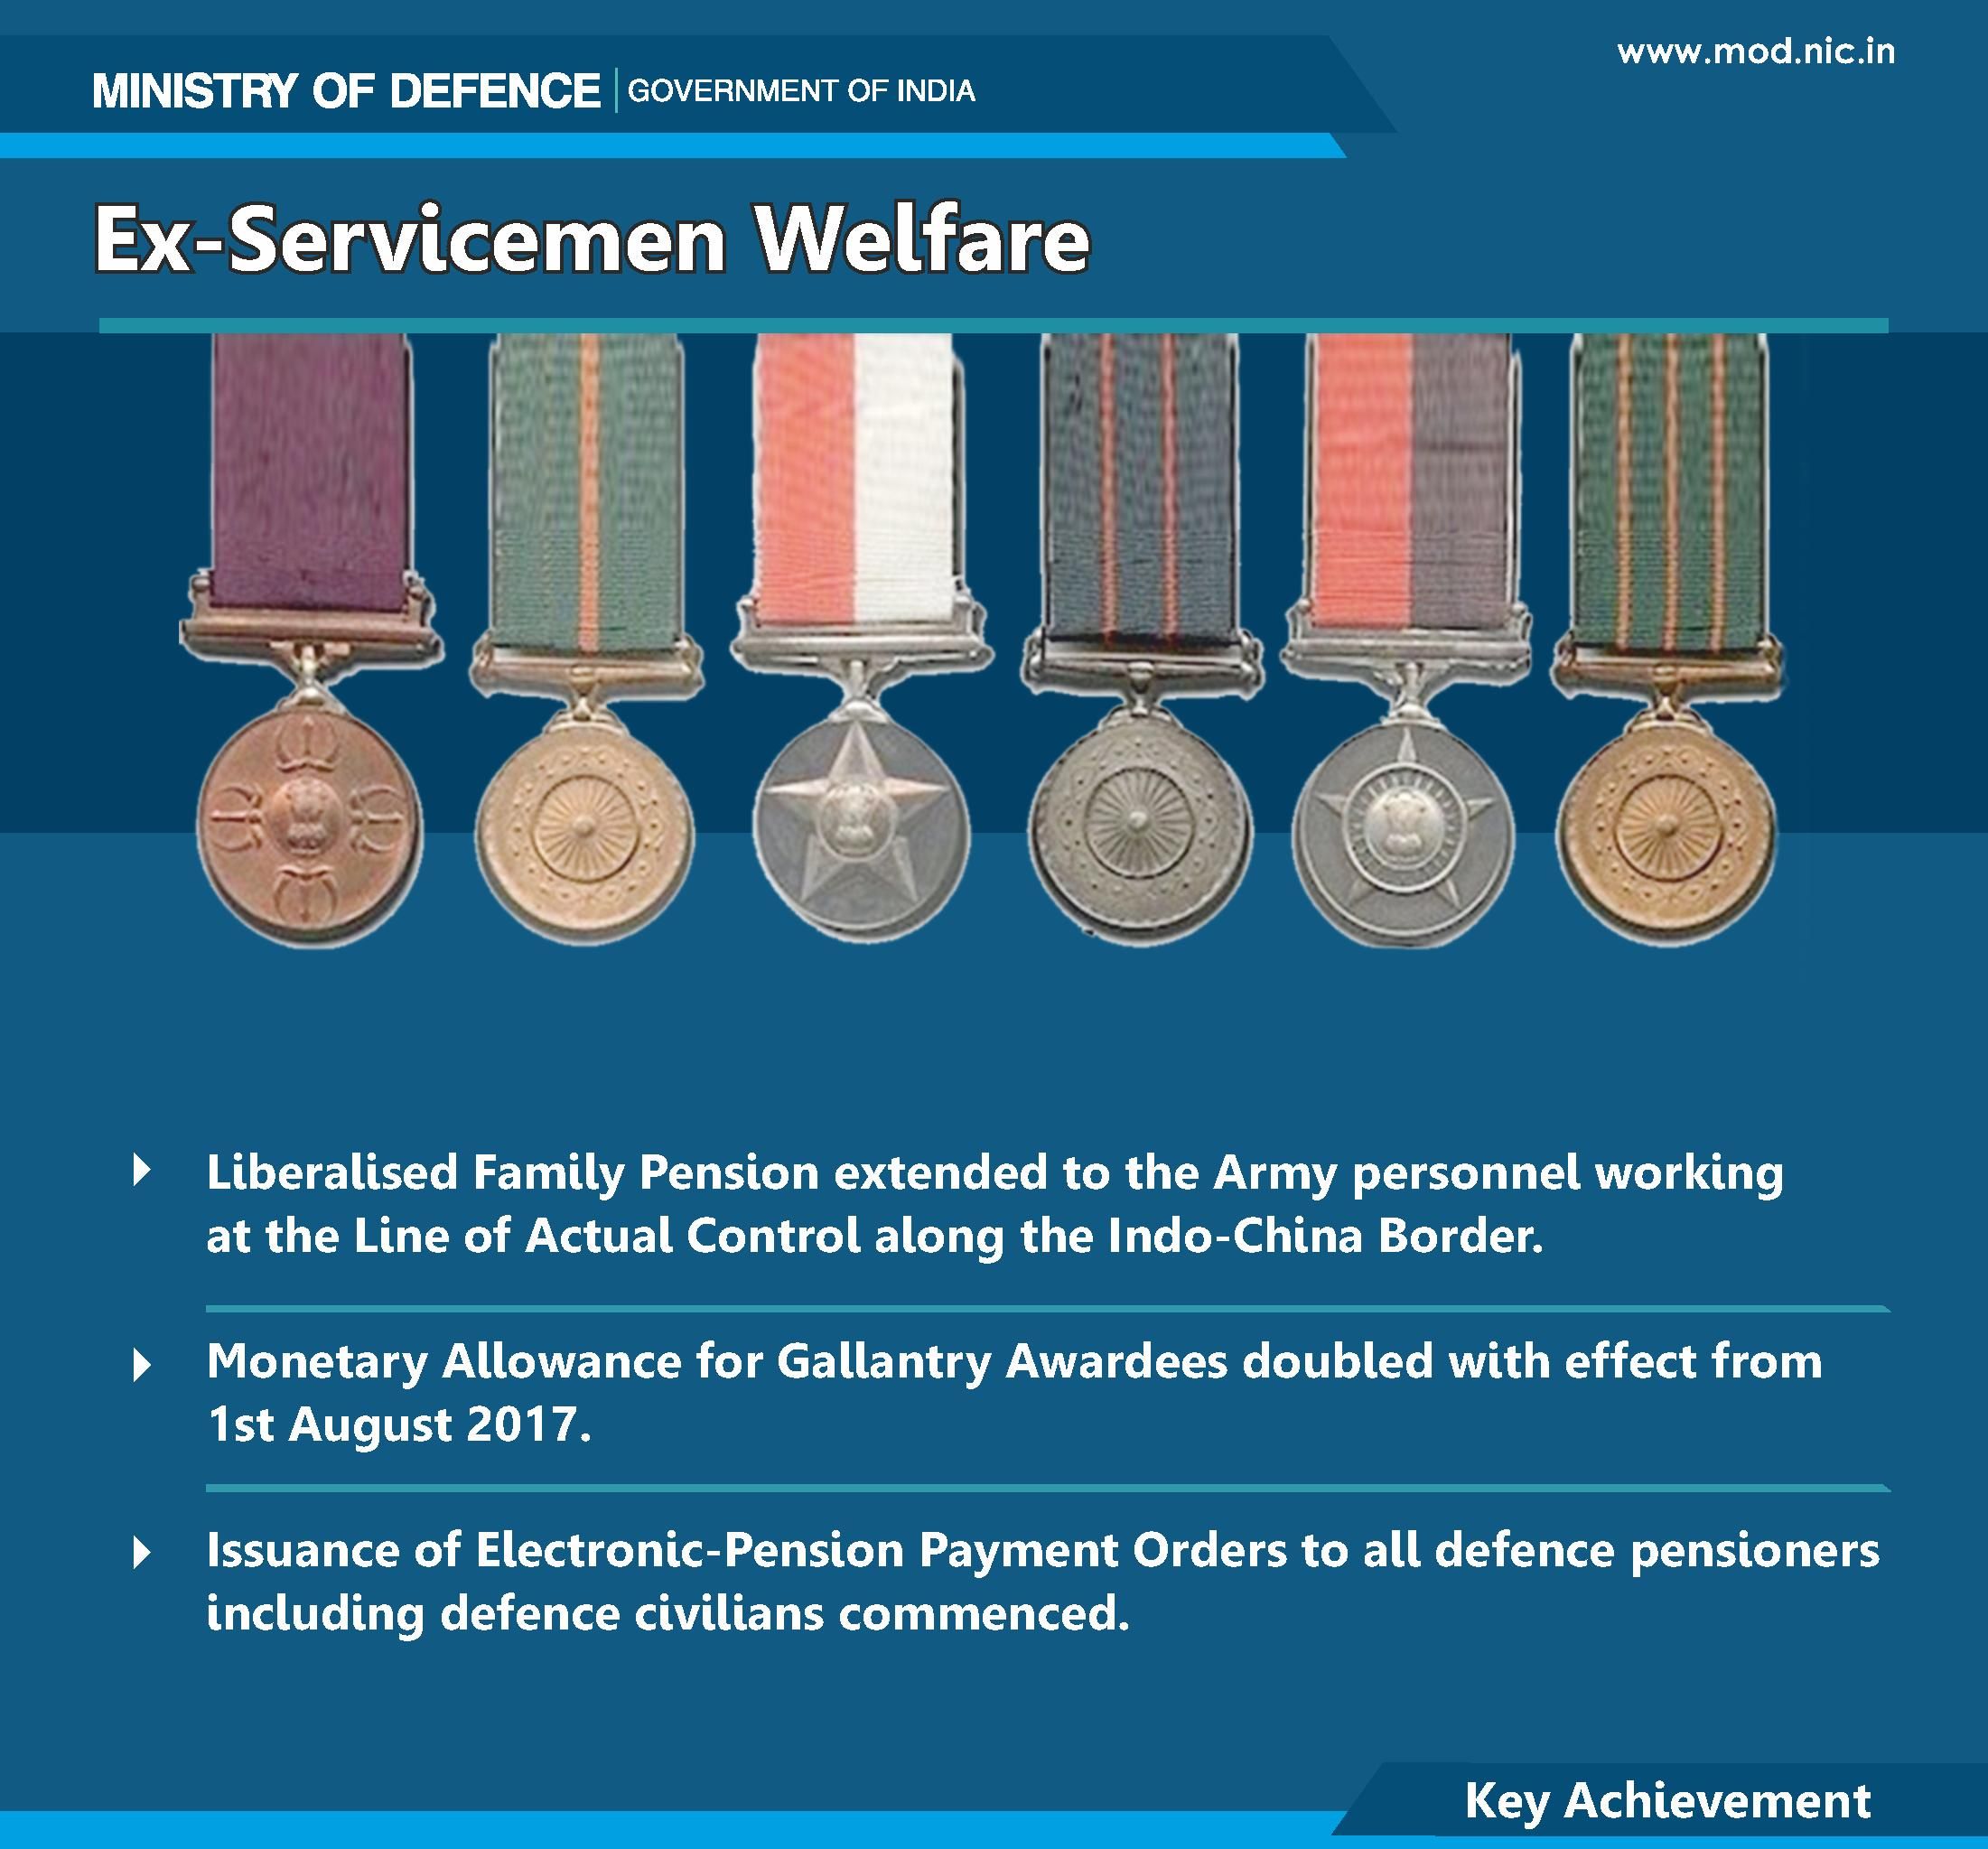 www.mod.nic.in
MINISTRY OF DEFENCE | GOVERNMENT OF INDIA
Ex-Servicemen Welfare
Liberalised Family Pension extended to the Army personnel working
at the Line of Actual Control along the Indo-China Border.
Monetary Allowance for Gallantry Awardees doubled with effect from
1st August 2017.
Issuance of Electronic-Pension Payment Orders to all defence pensioners
including defence civilians commenced.
Key Achievement